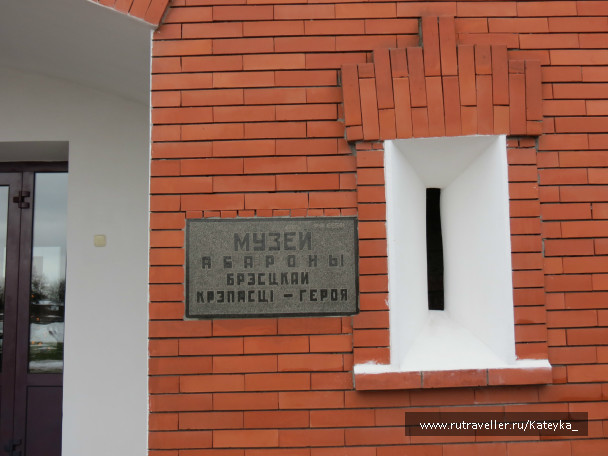 МУЗЕЙ
АБАРОНЫ
БРЭСЦКАЙ
КРЭПАСЦІ – ГЕРОЯ
www.rutraveller.ru/Kateyka_